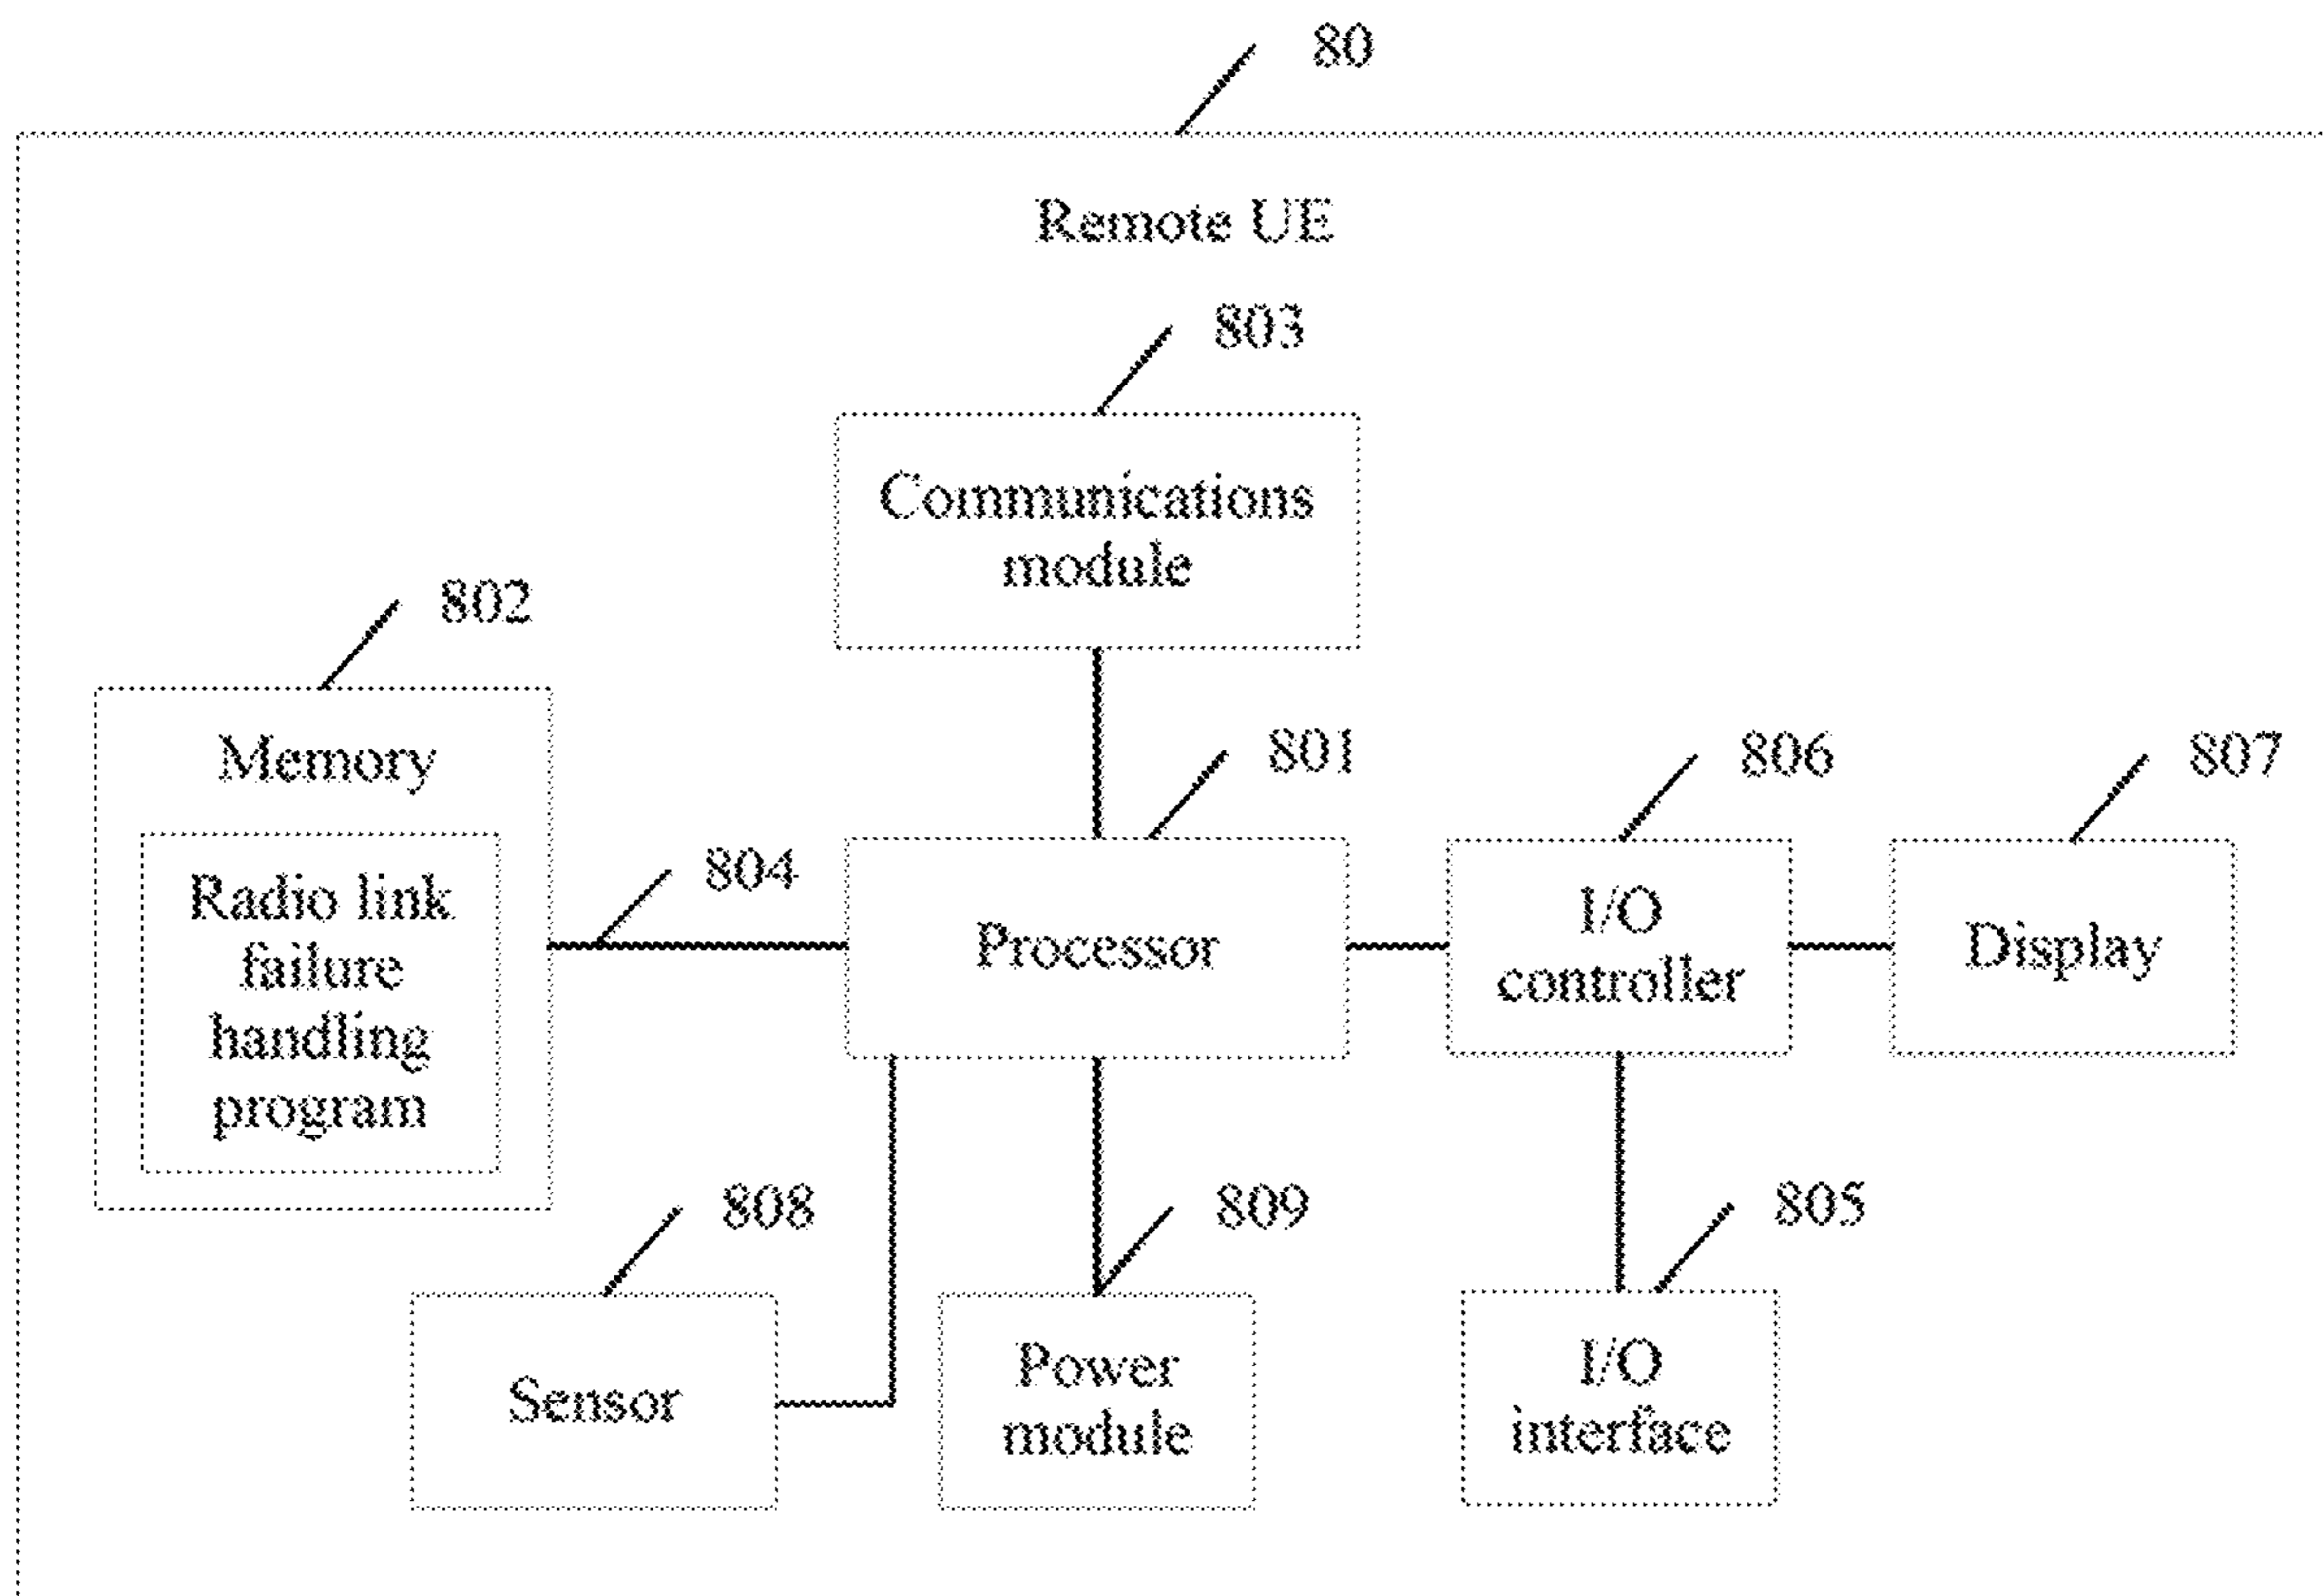 80
Remote UE
803
Communications
module
802
Memory
801
806
807
804
Radio link
failure
handling
program
Processor
I/O
controller
Display
808
809
805
Sensor
Power
module
I/O
interface